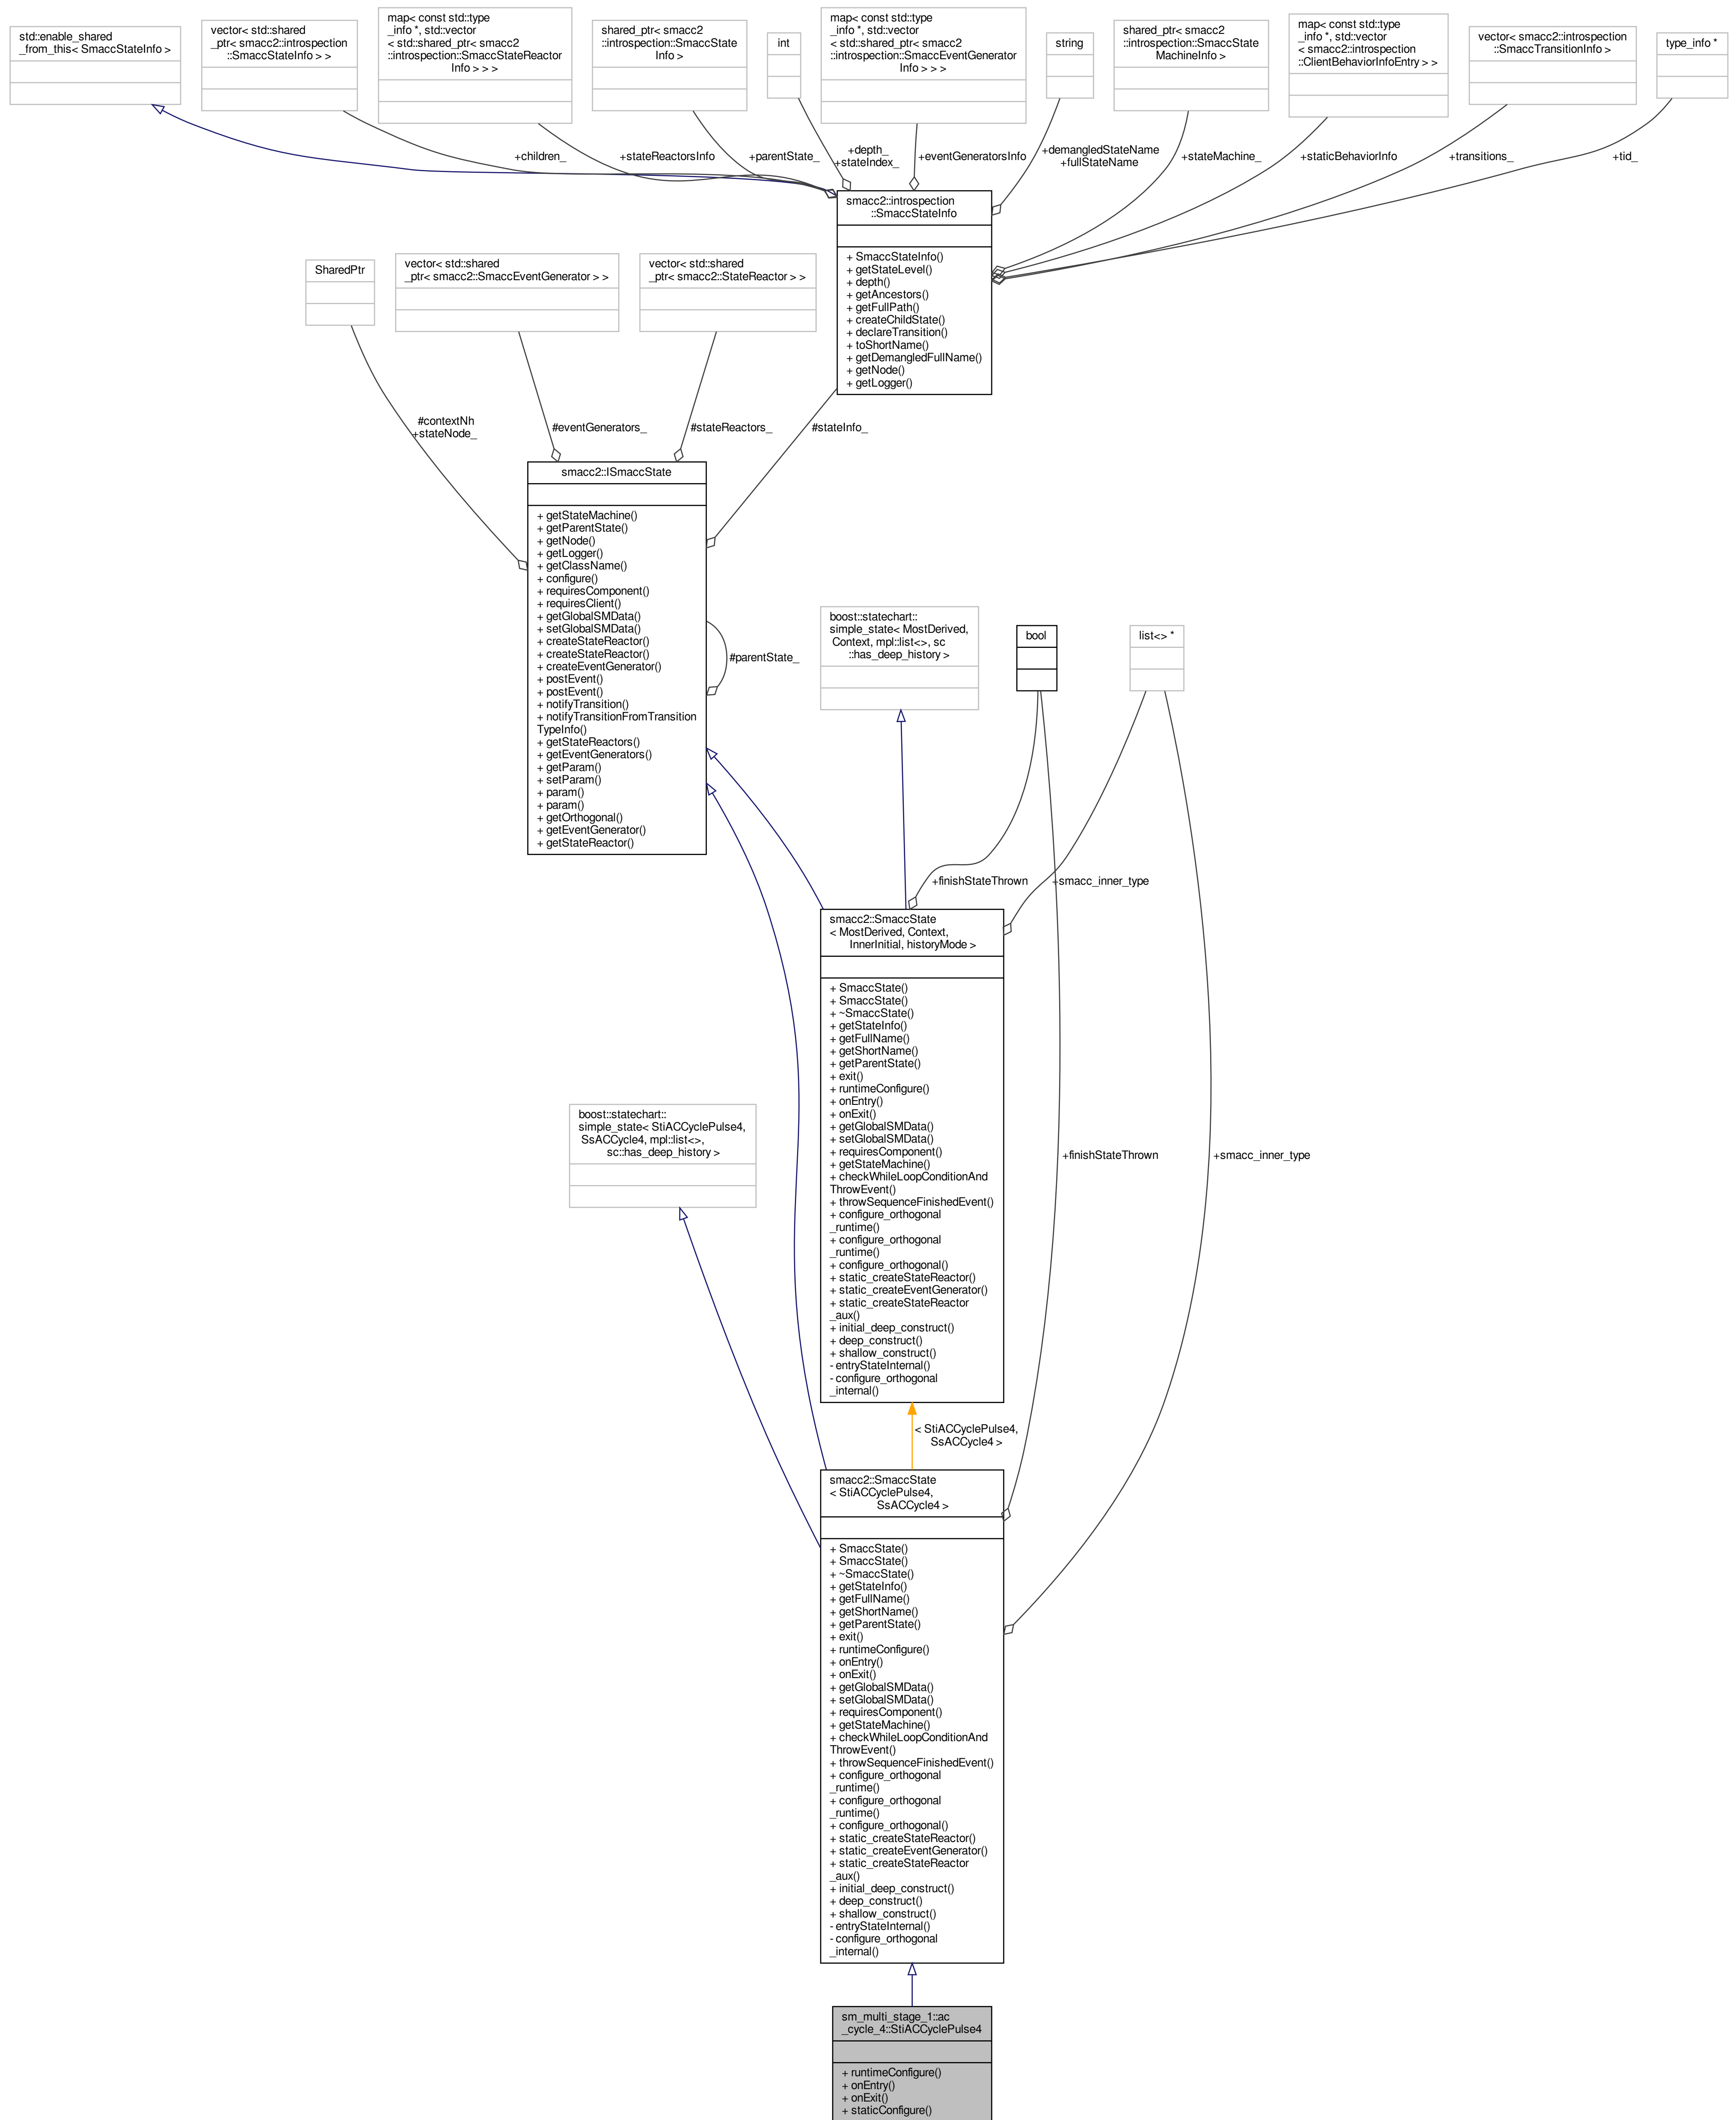 std::enable_shared
_from_this< SmaccStateInfo >
vector< std::shared
_ptr< smacc2::introspection
::SmaccStateInfo > >
map< const std::type
_info *, std::vector
< std::shared_ptr< smacc2
::introspection::SmaccStateReactor
Info > > >
shared_ptr< smacc2
::introspection::SmaccState
Info >
int
map< const std::type
_info *, std::vector
< std::shared_ptr< smacc2
::introspection::SmaccEventGenerator
Info > > >
string
shared_ptr< smacc2
::introspection::SmaccState
MachineInfo >
map< const std::type
_info *, std::vector
< smacc2::introspection
::ClientBehaviorInfoEntry > >
vector< smacc2::introspection
::SmaccTransitionInfo >
type_info *
+children_
+stateReactorsInfo
+parentState_
+depth_
+stateIndex_
+eventGeneratorsInfo
+demangledStateName
+fullStateName
+stateMachine_
+staticBehaviorInfo
+transitions_
+tid_
smacc2::introspection
::SmaccStateInfo
+ SmaccStateInfo()
+ getStateLevel()
+ depth()
+ getAncestors()
+ getFullPath()
+ createChildState()
+ declareTransition()
+ toShortName()
+ getDemangledFullName()
+ getNode()
+ getLogger()
SharedPtr
vector< std::shared
_ptr< smacc2::SmaccEventGenerator > >
vector< std::shared
_ptr< smacc2::StateReactor > >
#contextNh
+stateNode_
#eventGenerators_
#stateReactors_
#stateInfo_
smacc2::ISmaccState
+ getStateMachine()
+ getParentState()
+ getNode()
+ getLogger()
+ getClassName()
+ configure()
+ requiresComponent()
+ requiresClient()
+ getGlobalSMData()
+ setGlobalSMData()
+ createStateReactor()
+ createStateReactor()
+ createEventGenerator()
+ postEvent()
+ postEvent()
+ notifyTransition()
+ notifyTransitionFromTransition
TypeInfo()
+ getStateReactors()
+ getEventGenerators()
+ getParam()
+ setParam()
+ param()
+ param()
+ getOrthogonal()
+ getEventGenerator()
+ getStateReactor()
#parentState_
boost::statechart::
simple_state< MostDerived,
Context, mpl::list<>, sc
::has_deep_history >
bool
list<> *
+finishStateThrown
+smacc_inner_type
smacc2::SmaccState
< MostDerived, Context,
InnerInitial, historyMode >
+ SmaccState()
+ SmaccState()
+ ~SmaccState()
+ getStateInfo()
+ getFullName()
+ getShortName()
+ getParentState()
+ exit()
+ runtimeConfigure()
+ onEntry()
+ onExit()
+ getGlobalSMData()
+ setGlobalSMData()
+ requiresComponent()
+ getStateMachine()
+ checkWhileLoopConditionAnd
ThrowEvent()
+ throwSequenceFinishedEvent()
+ configure_orthogonal
_runtime()
+ configure_orthogonal
_runtime()
+ configure_orthogonal()
+ static_createStateReactor()
+ static_createEventGenerator()
+ static_createStateReactor
_aux()
+ initial_deep_construct()
+ deep_construct()
+ shallow_construct()
- entryStateInternal()
- configure_orthogonal
_internal()
boost::statechart::
simple_state< StiACCyclePulse4,
SsACCycle4, mpl::list<>,
sc::has_deep_history >
+finishStateThrown
+smacc_inner_type
< StiACCyclePulse4,
SsACCycle4 >
smacc2::SmaccState
< StiACCyclePulse4,
SsACCycle4 >
+ SmaccState()
+ SmaccState()
+ ~SmaccState()
+ getStateInfo()
+ getFullName()
+ getShortName()
+ getParentState()
+ exit()
+ runtimeConfigure()
+ onEntry()
+ onExit()
+ getGlobalSMData()
+ setGlobalSMData()
+ requiresComponent()
+ getStateMachine()
+ checkWhileLoopConditionAnd
ThrowEvent()
+ throwSequenceFinishedEvent()
+ configure_orthogonal
_runtime()
+ configure_orthogonal
_runtime()
+ configure_orthogonal()
+ static_createStateReactor()
+ static_createEventGenerator()
+ static_createStateReactor
_aux()
+ initial_deep_construct()
+ deep_construct()
+ shallow_construct()
- entryStateInternal()
- configure_orthogonal
_internal()
sm_multi_stage_1::ac
_cycle_4::StiACCyclePulse4
+ runtimeConfigure()
+ onEntry()
+ onExit()
+ staticConfigure()